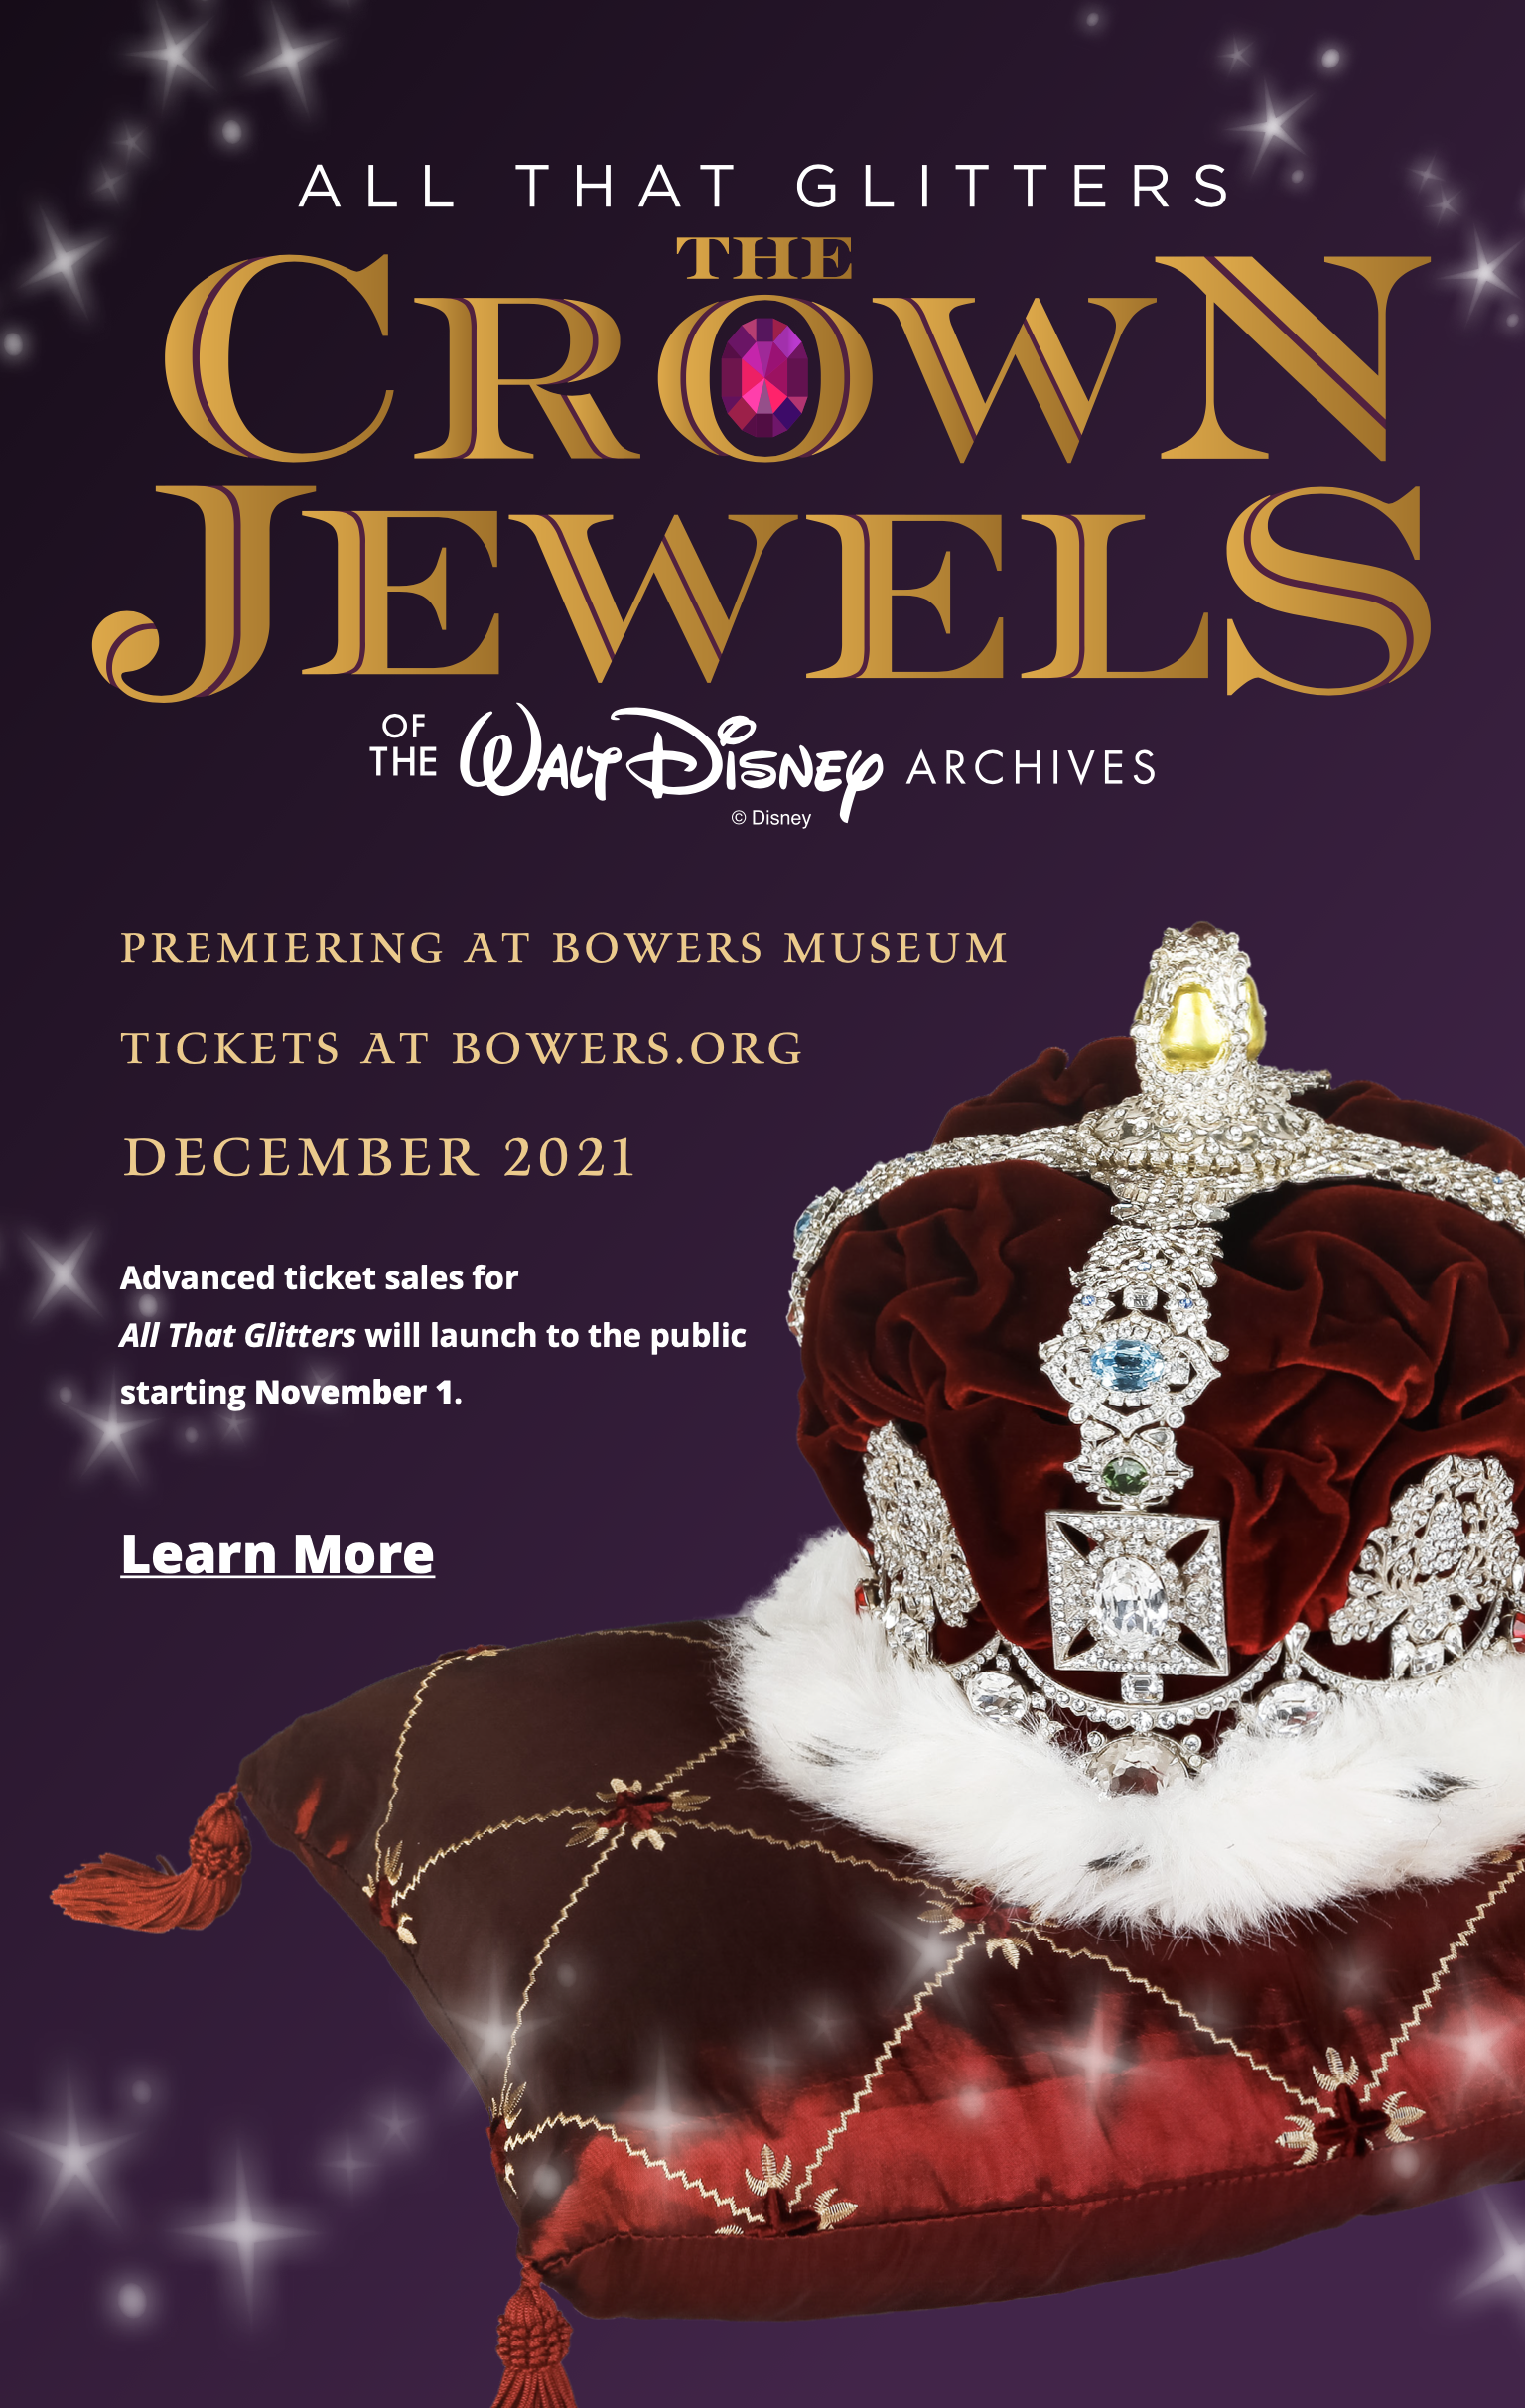 ALL THAT GLITTERS
THE
CROWN
JEWELS
OF
THE WALT DISNEY ARCHIVES
© Disney
PREMIERING AT BOWERS MUSEUM
TICKETS AT BOWERS.ORG
DECEMBER 2021
Advanced ticket sales for
All That Glitters will launch to the public
starting November 1.
Learn More